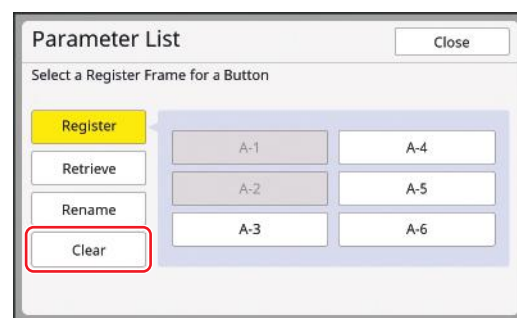 Parameter List
Close
Select a Register Frame for a Button
Register
Retrieve
Rename
Clear
A-1
A-4
A-2
A-5
A-3
A-6